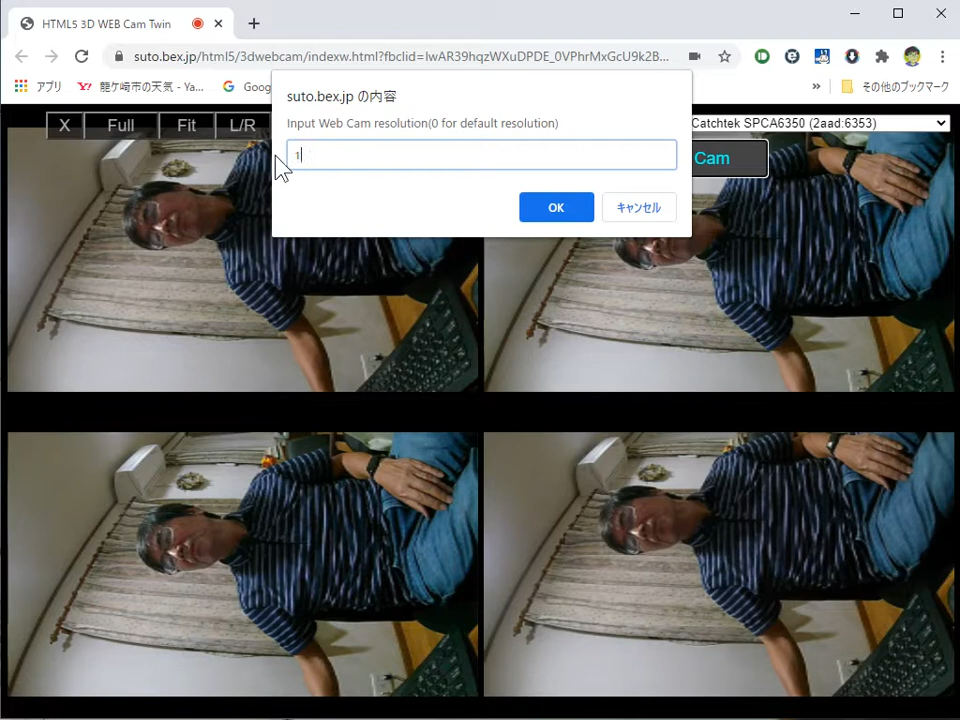 HTML5 3D WEB Cam Twin
suto.bex.jp/html5/3dwebcam/indexw.html?fbclid=IwAR39hqzWXuDPDE_0VPhrMxGcU9k2B...
アプリ
龍ケ崎市の天気 - Ya...
Goog
»
その他のブックマーク
X
Full
Fit
L/R
Catchtek SPCA6350 (2aad:6353)
Cam
suto.bex.jp の内容
Input Web Cam resolution(0 for default resolution)
1
OK
キャンセル